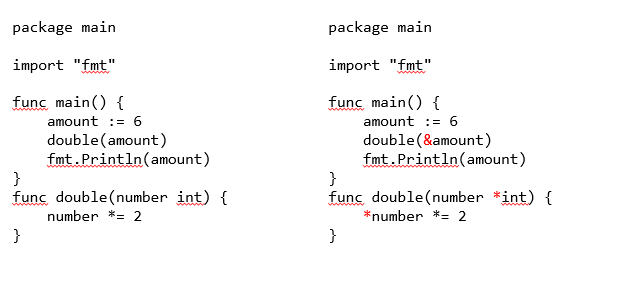 package main
import "fmt"
func main() {
amount := 6
double(amount)
fmt.Println(amount)
}
func double(number int) {
number *= 2
}
package main
import "fmt"
func main() {
amount := 6
double(&amount)
fmt.Println(amount)
}
func double(number *int) {
*number *= 2
}